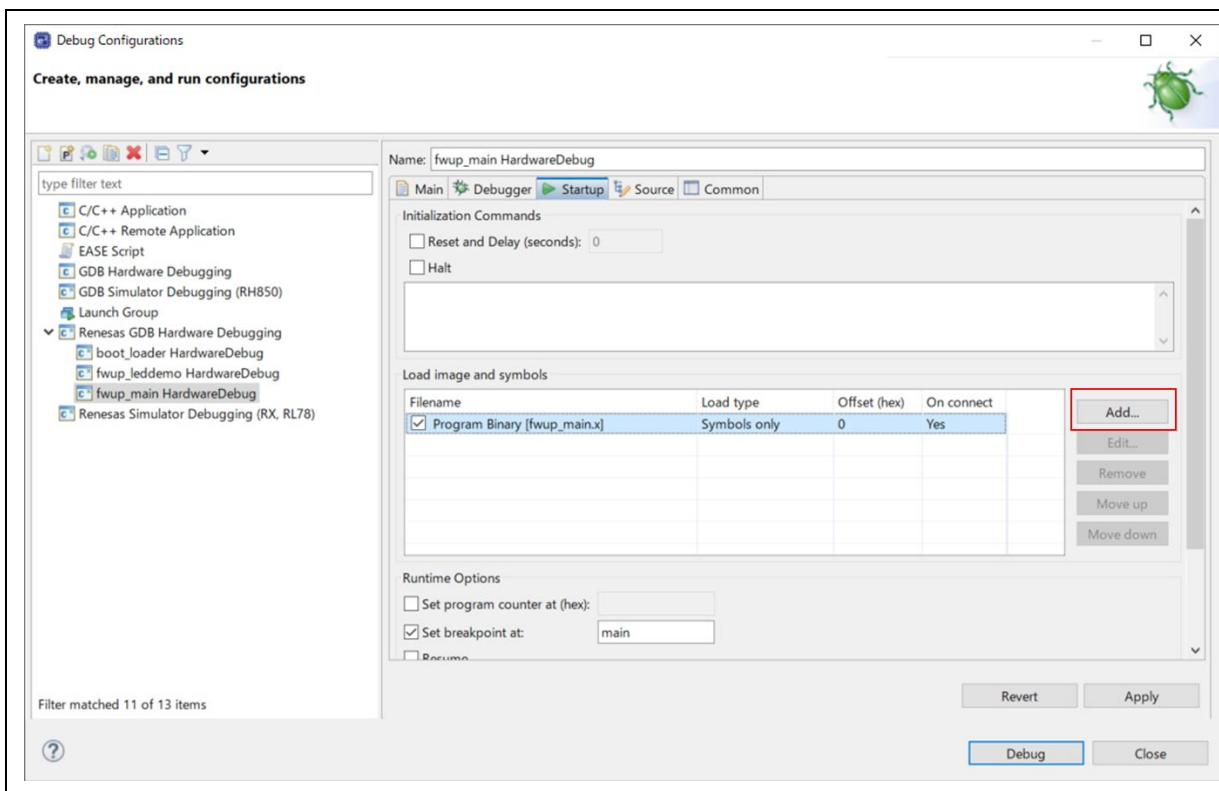 Debug Configurations
Create, manage, and run configurations
type filter text
C/C++ Application
C/C++ Remote Application
EASE Script
GDB Hardware Debugging
GDB Simulator Debugging (RH850)
Launch Group
Renesas GDB Hardware Debugging
boot_loader HardwareDebug
fwup_leddemo HardwareDebug
fwup_main HardwareDebug
Renesas Simulator Debugging (RX, RL78)
Filter matched 11 of 13 items
Name: fwup_main HardwareDebug
Main Debugger Startup Source Common
Initialization Commands
Reset and Delay (seconds): 0
Halt
Load image and symbols
Filename Load type Offset (hex) On connect
Program Binary [fwup_main.x] Symbols only 0 Yes
Add...
Edit...
Remove
Move up
Move down
Runtime Options
Set program counter at (hex):
Set breakpoint at: main
Resume
Revert Apply
Debug Close